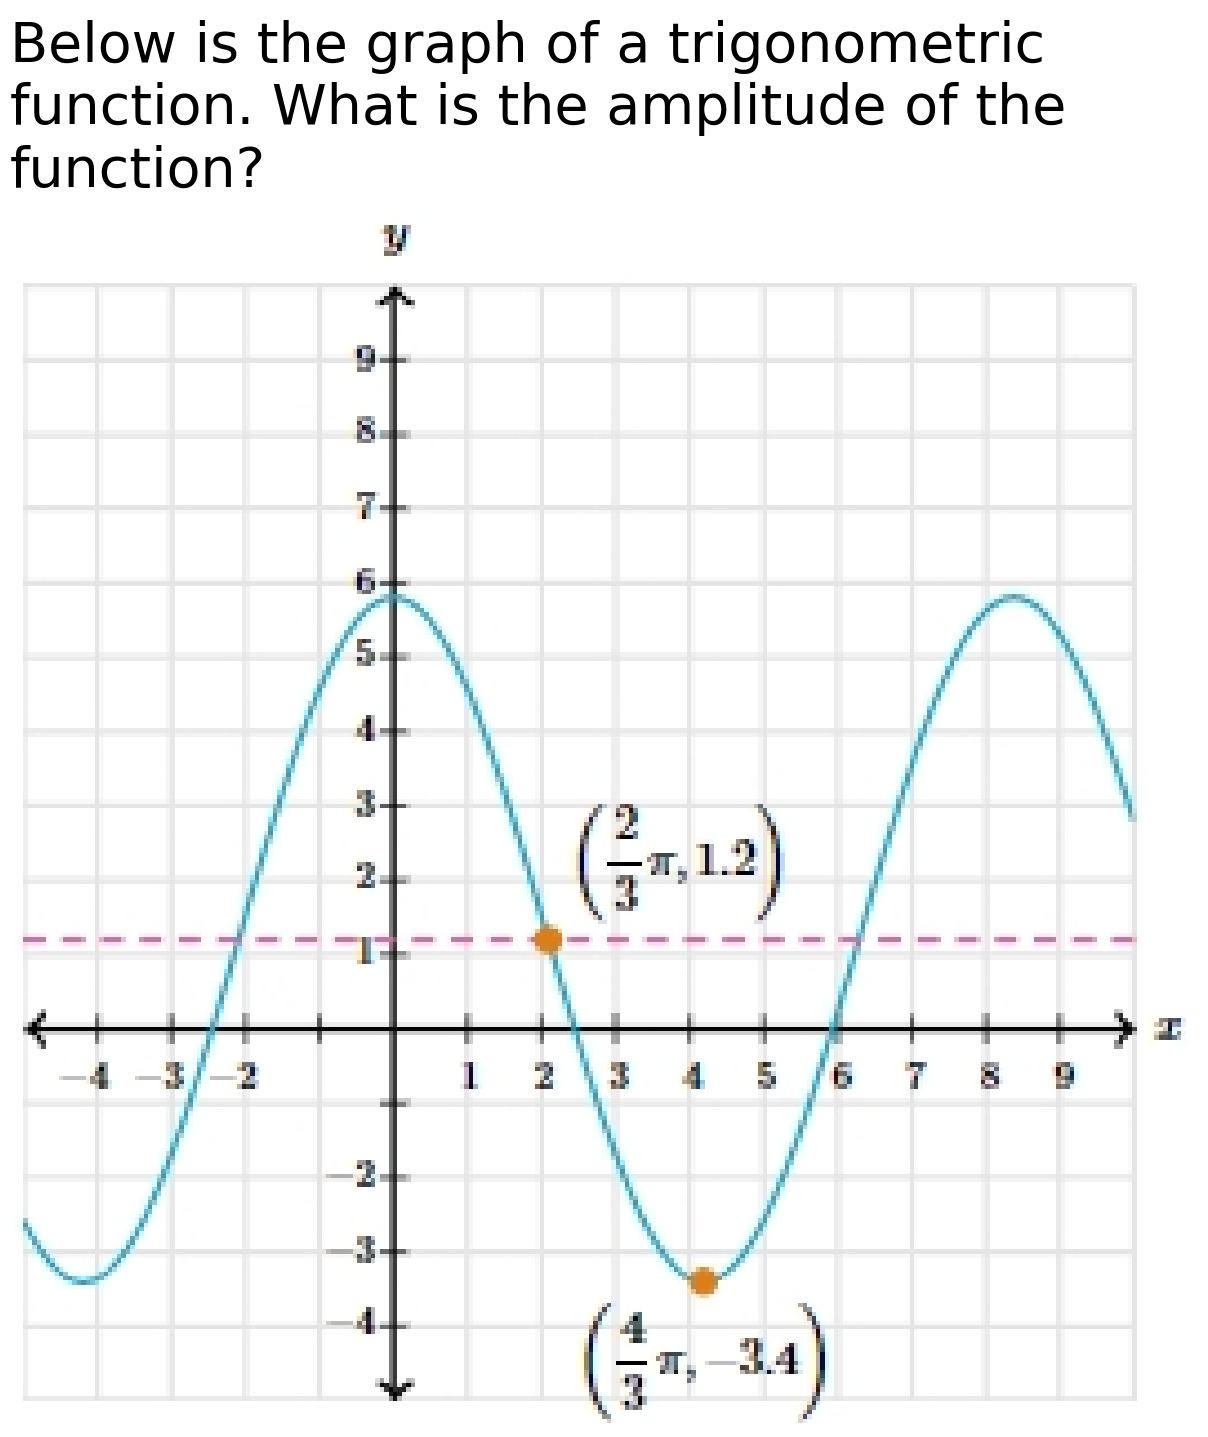 Below is the graph of a trigonometric
function. What is the amplitude of the
function?
y
9
8
7
6
5
4
3
2
1
(2/3 π, 1.2)
x
−4 −3 −2 1 2 3 4 5 6 7 8 9
−2
−3
−4
(4/3 π, −3.4)